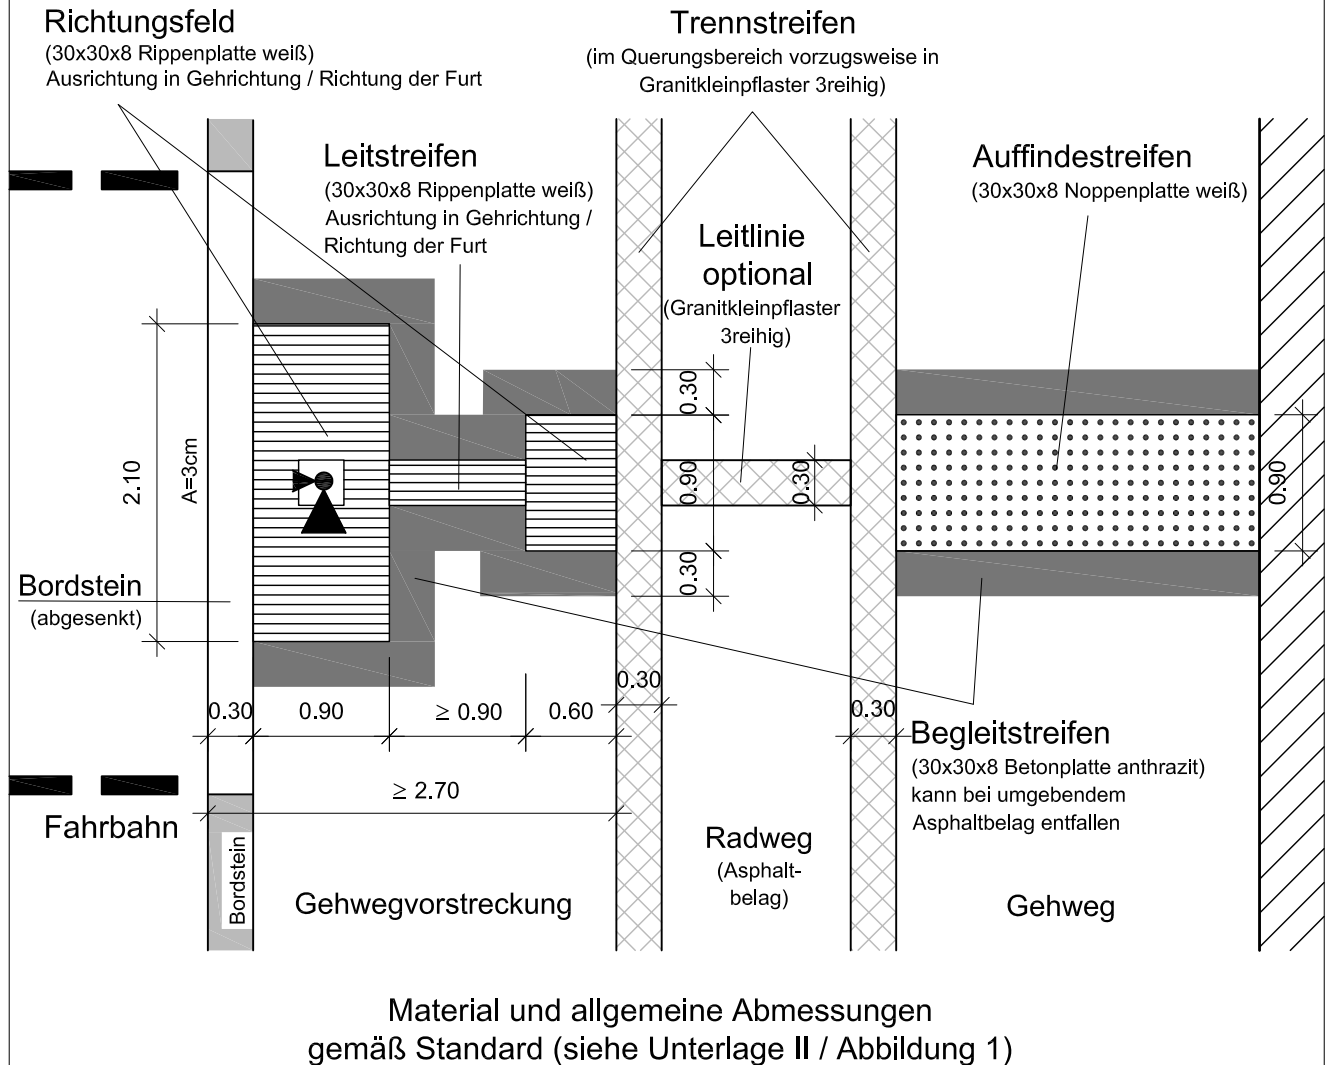 Richtungsfeld
(30x30x8 Rippenplatte weiß)
Ausrichtung in Gehrichtung / Richtung der Furt
Trennstreifen
(im Querungsbereich vorzugsweise in
Granitkleinpflaster 3reihig)
Leitstreifen
(30x30x8 Rippenplatte weiß)
Ausrichtung in Gehrichtung /
Richtung der Furt
Auffindestreifen
(30x30x8 Noppenplatte weiß)
Leitlinie
optional
(Granitkleinpflaster
3reihig)
0.30
0.90
0.30
0.30
0.90
2.10
A=3cm
Bordstein
(abgesenkt)
0.30
0.90
≥ 0.90
0.60
0.30
0.30
≥ 2.70
Begleitstreifen
(30x30x8 Betonplatte anthrazit)
kann bei umgebendem
Asphaltbelag entfallen
Fahrbahn
Bordstein
Gehwegvorstreckung
Radweg
(Asphalt-
belag)
Gehweg
Material und allgemeine Abmessungen
gemäß Standard (siehe Unterlage II / Abbildung 1)